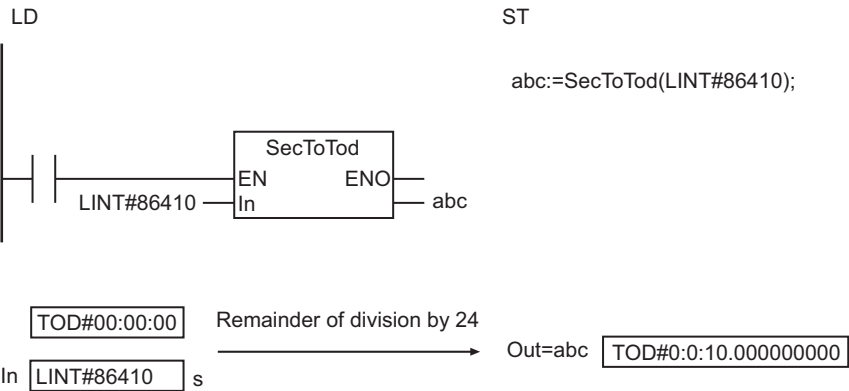 LD
ST
abc:=SecToTod(LINT#86410);
SecToTod
EN ENO
LINT#86410 In abc
TOD#00:00:00 Remainder of division by 24
Out=abc TOD#0:0:10.000000000
In LINT#86410 s